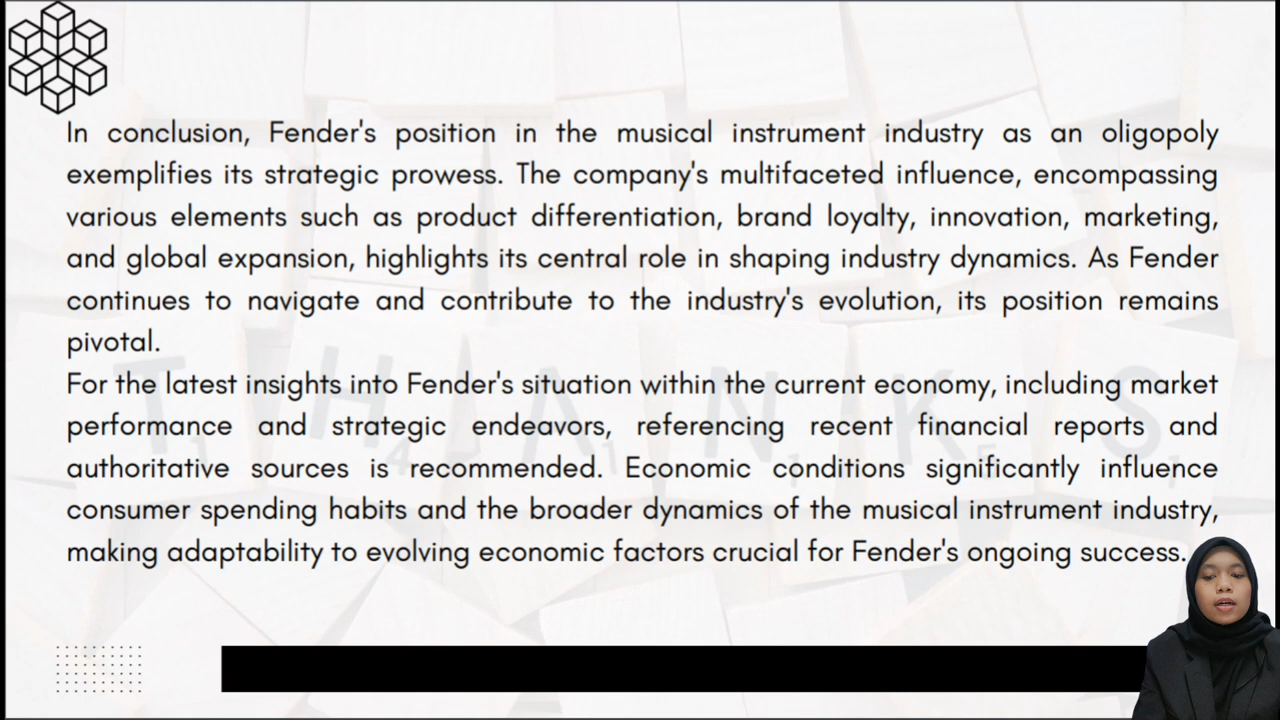 In conclusion, Fender's position in the musical instrument industry as an oligopoly
exemplifies its strategic prowess. The company's multifaceted influence, encompassing
various elements such as product differentiation, brand loyalty, innovation, marketing,
and global expansion, highlights its central role in shaping industry dynamics. As Fender
continues to navigate and contribute to the industry's evolution, its position remains
pivotal.
For the latest insights into Fender's situation within the current economy, including market
performance and strategic endeavors, referencing recent financial reports and
authoritative sources is recommended. Economic conditions significantly influence
consumer spending habits and the broader dynamics of the musical instrument industry,
making adaptability to evolving economic factors crucial for Fender's ongoing success.
THANKS